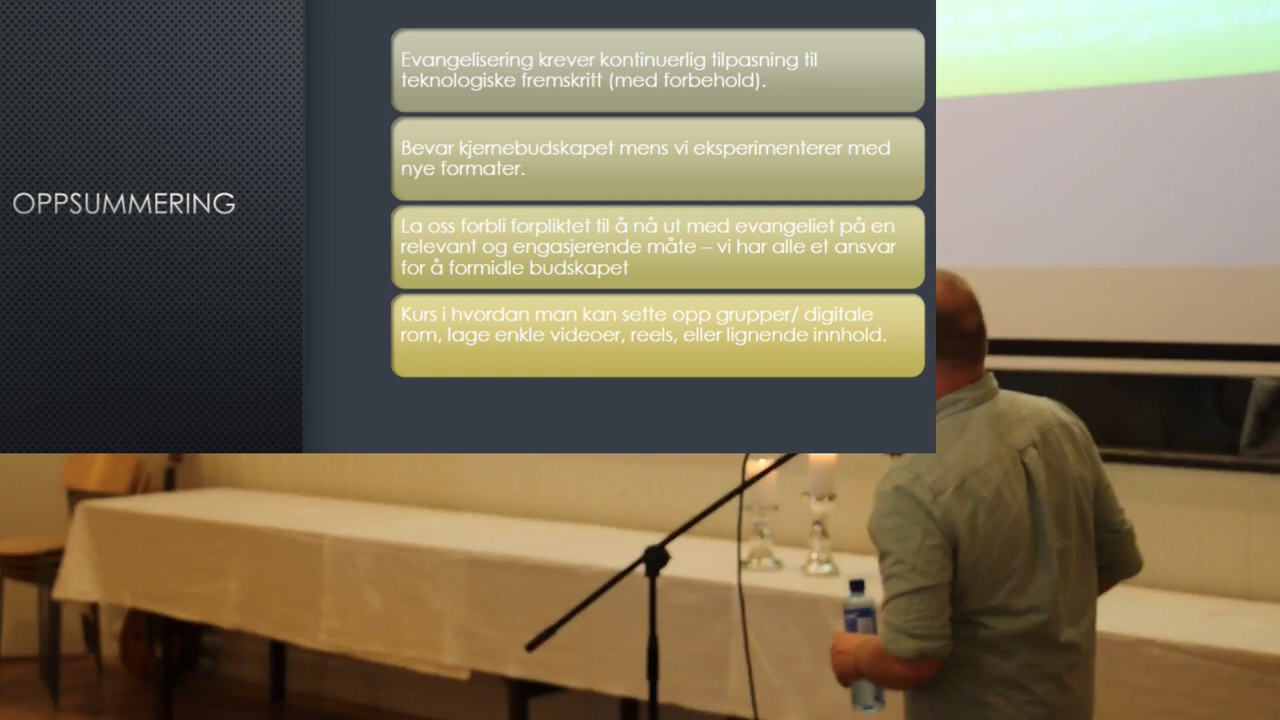 OPPSUMMERING
Evangelisering krever kontinuerlig tilpasning til
teknologiske fremskritt (med forbehold).
Bevar kjernebudskapet mens vi eksperimenterer med
nye formater.
La oss forbli forpliktet til å nå ut med evangeliet på en
relevant og engasjerende måte – vi har alle et ansvar
for å formidle budskapet
Kurs i hvordan man kan sette opp grupper/ digitale
rom, lage enkle videoer, reels, eller lignende innhold.